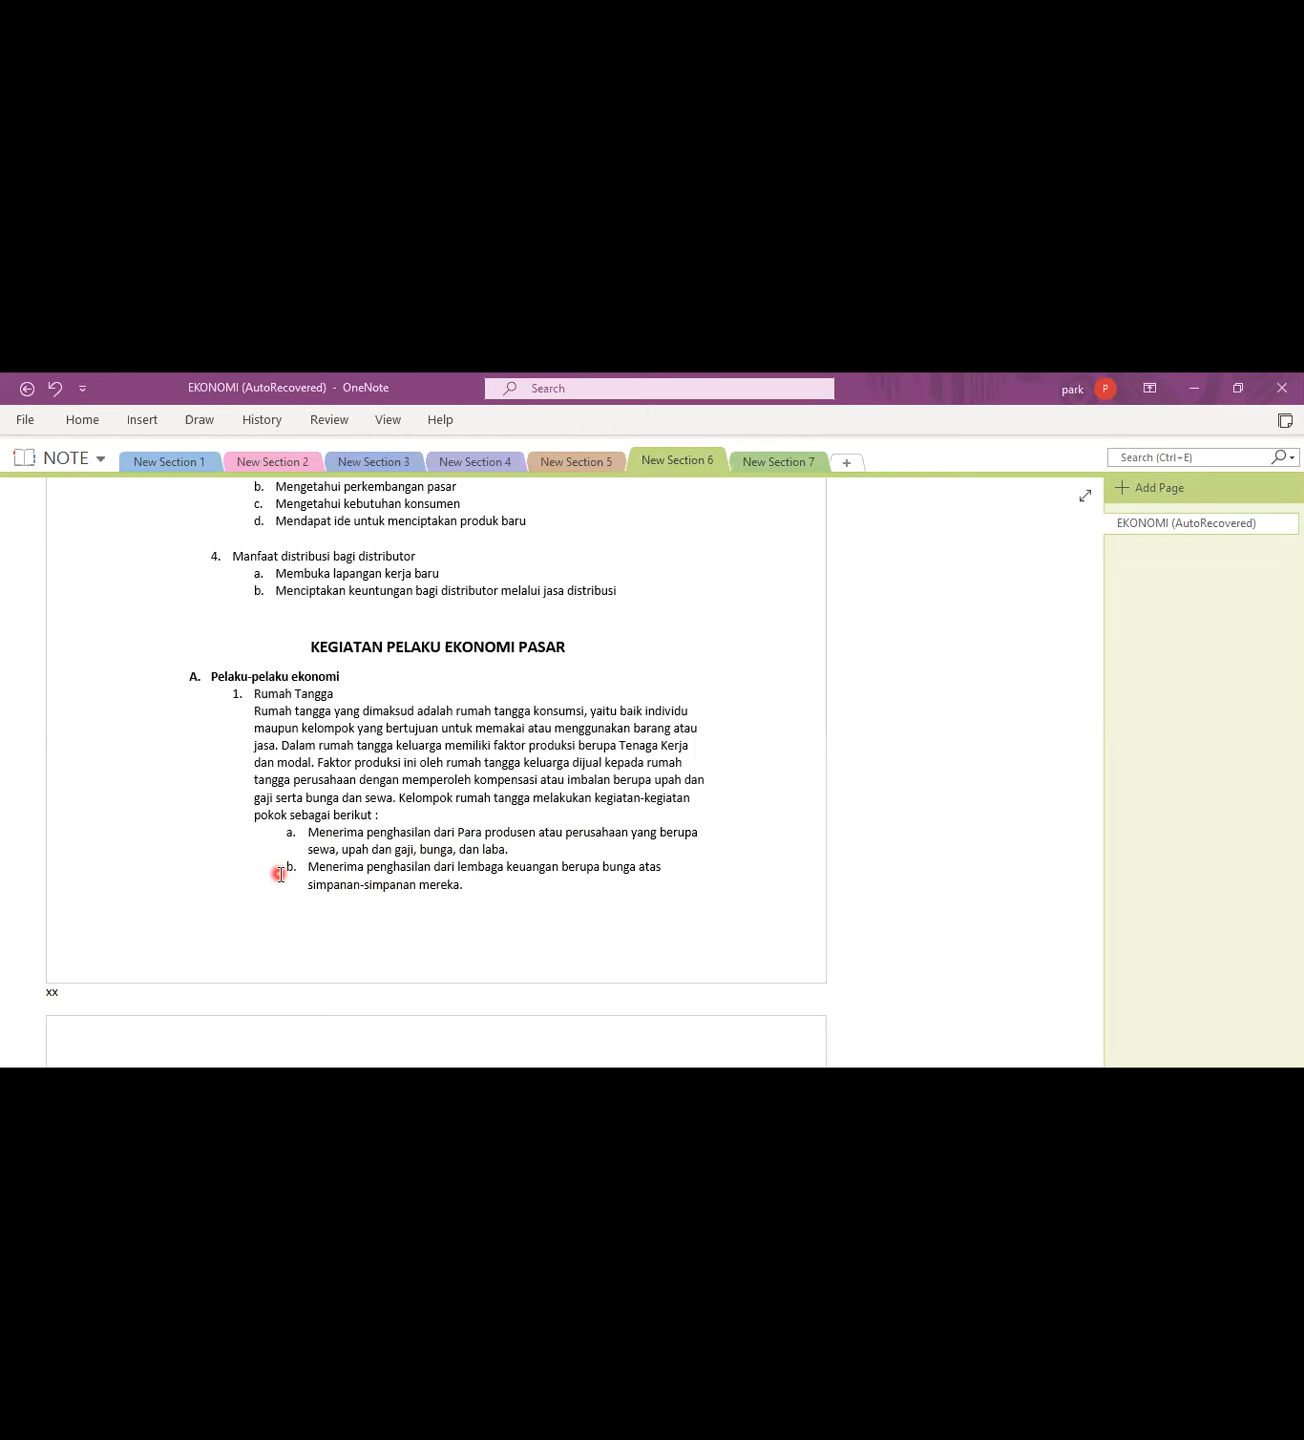 EKONOMI (AutoRecovered) - OneNote
Search
park
P
File
Home
Insert
Draw
History
Review
View
Help
NOTE
New Section 1
New Section 2
New Section 3
New Section 4
New Section 5
New Section 6
New Section 7
Search (Ctrl+E)
Add Page
EKONOMI (AutoRecovered)
b. Mengetahui perkembangan pasar
c. Mengetahui kebutuhan konsumen
d. Mendapat ide untuk menciptakan produk baru
4. Manfaat distribusi bagi distributor
a. Membuka lapangan kerja baru
b. Menciptakan keuntungan bagi distributor melalui jasa distribusi
KEGIATAN PELAKU EKONOMI PASAR
A. Pelaku-pelaku ekonomi
1. Rumah Tangga
Rumah tangga yang dimaksud adalah rumah tangga konsumsi, yaitu baik individu
maupun kelompok yang bertujuan untuk memakai atau menggunakan barang atau
jasa. Dalam rumah tangga keluarga memiliki faktor produksi berupa Tenaga Kerja
dan modal. Faktor produksi ini oleh rumah tangga keluarga dijual kepada rumah
tangga perusahaan dengan memperoleh kompensasi atau imbalan berupa upah dan
gaji serta bunga dan sewa. Kelompok rumah tangga melakukan kegiatan-kegiatan
pokok sebagai berikut :
a. Menerima penghasilan dari Para produsen atau perusahaan yang berupa
sewa, upah dan gaji, bunga, dan laba.
b. Menerima penghasilan dari lembaga keuangan berupa bunga atas
simpanan-simpanan mereka.
xx